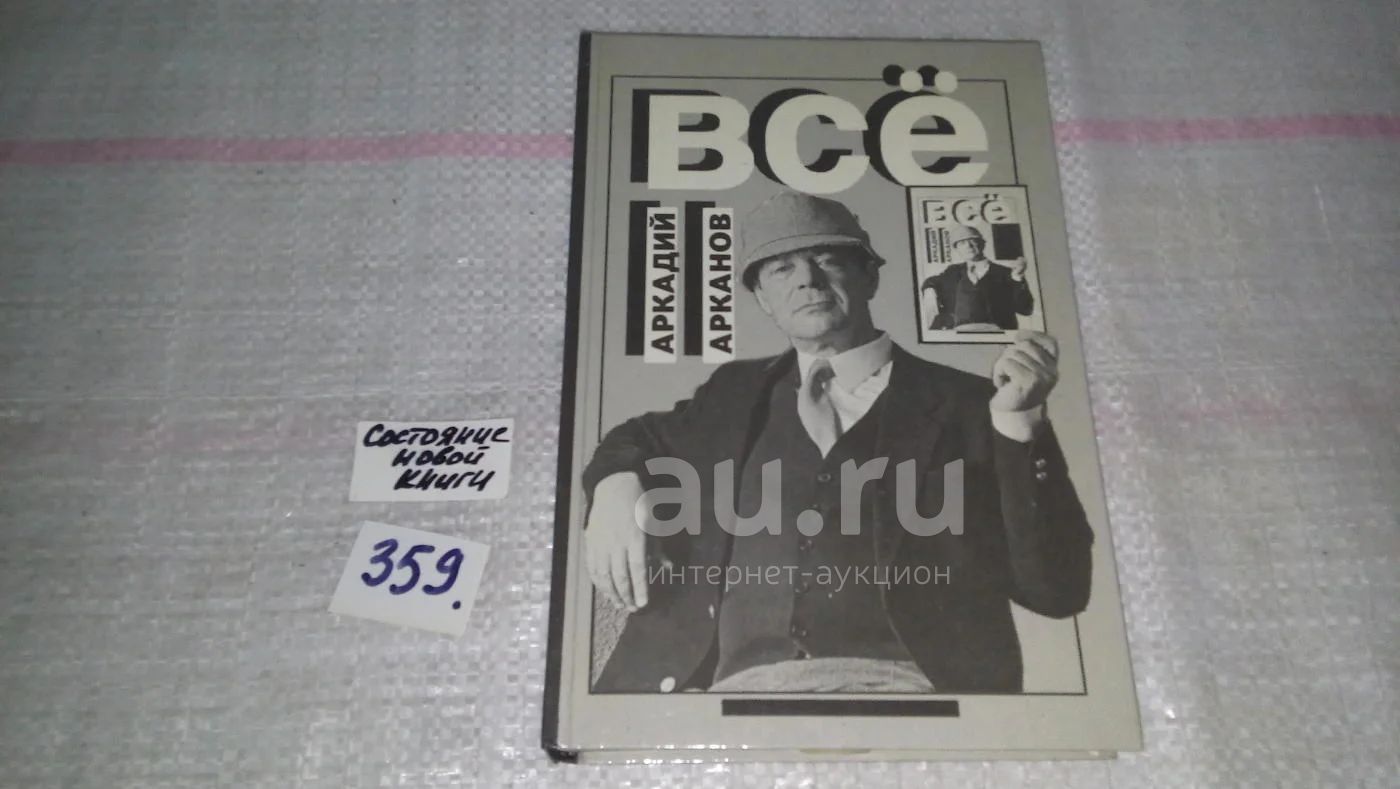 всё
АРКАДИЙ
АРКАНОВ
всё
АРКАДИЙ
АРКАНОВ
Состояние
новой
книги
359.
au.ru
интернет-аукцион